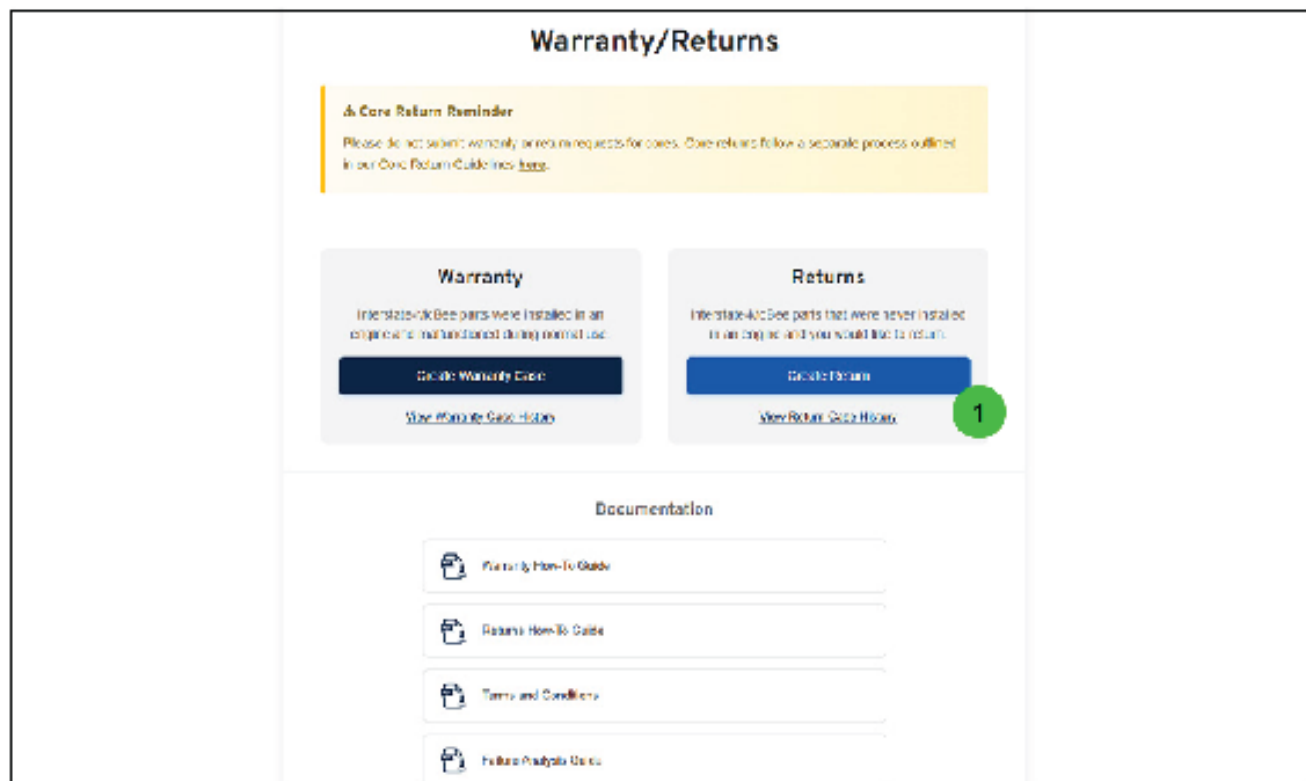 Warranty/Returns
⚠ Core Return Reminder
Please do not submit warranty or return requests for cores. Core returns follow a separate process outlined
in our Core Return Guidelines here.
Warranty
Interstate-McBee parts were installed in an
engine and malfunctioned during normal use.
Create Warranty Case
View Warranty Case History
Returns
Interstate-McBee parts that were never installed
in an engine and you would like to return.
Create Return
View Return Case History
1
Documentation
Warranty How-To Guide
Returns How-To Guide
Terms and Conditions
Failure Analysis Guide